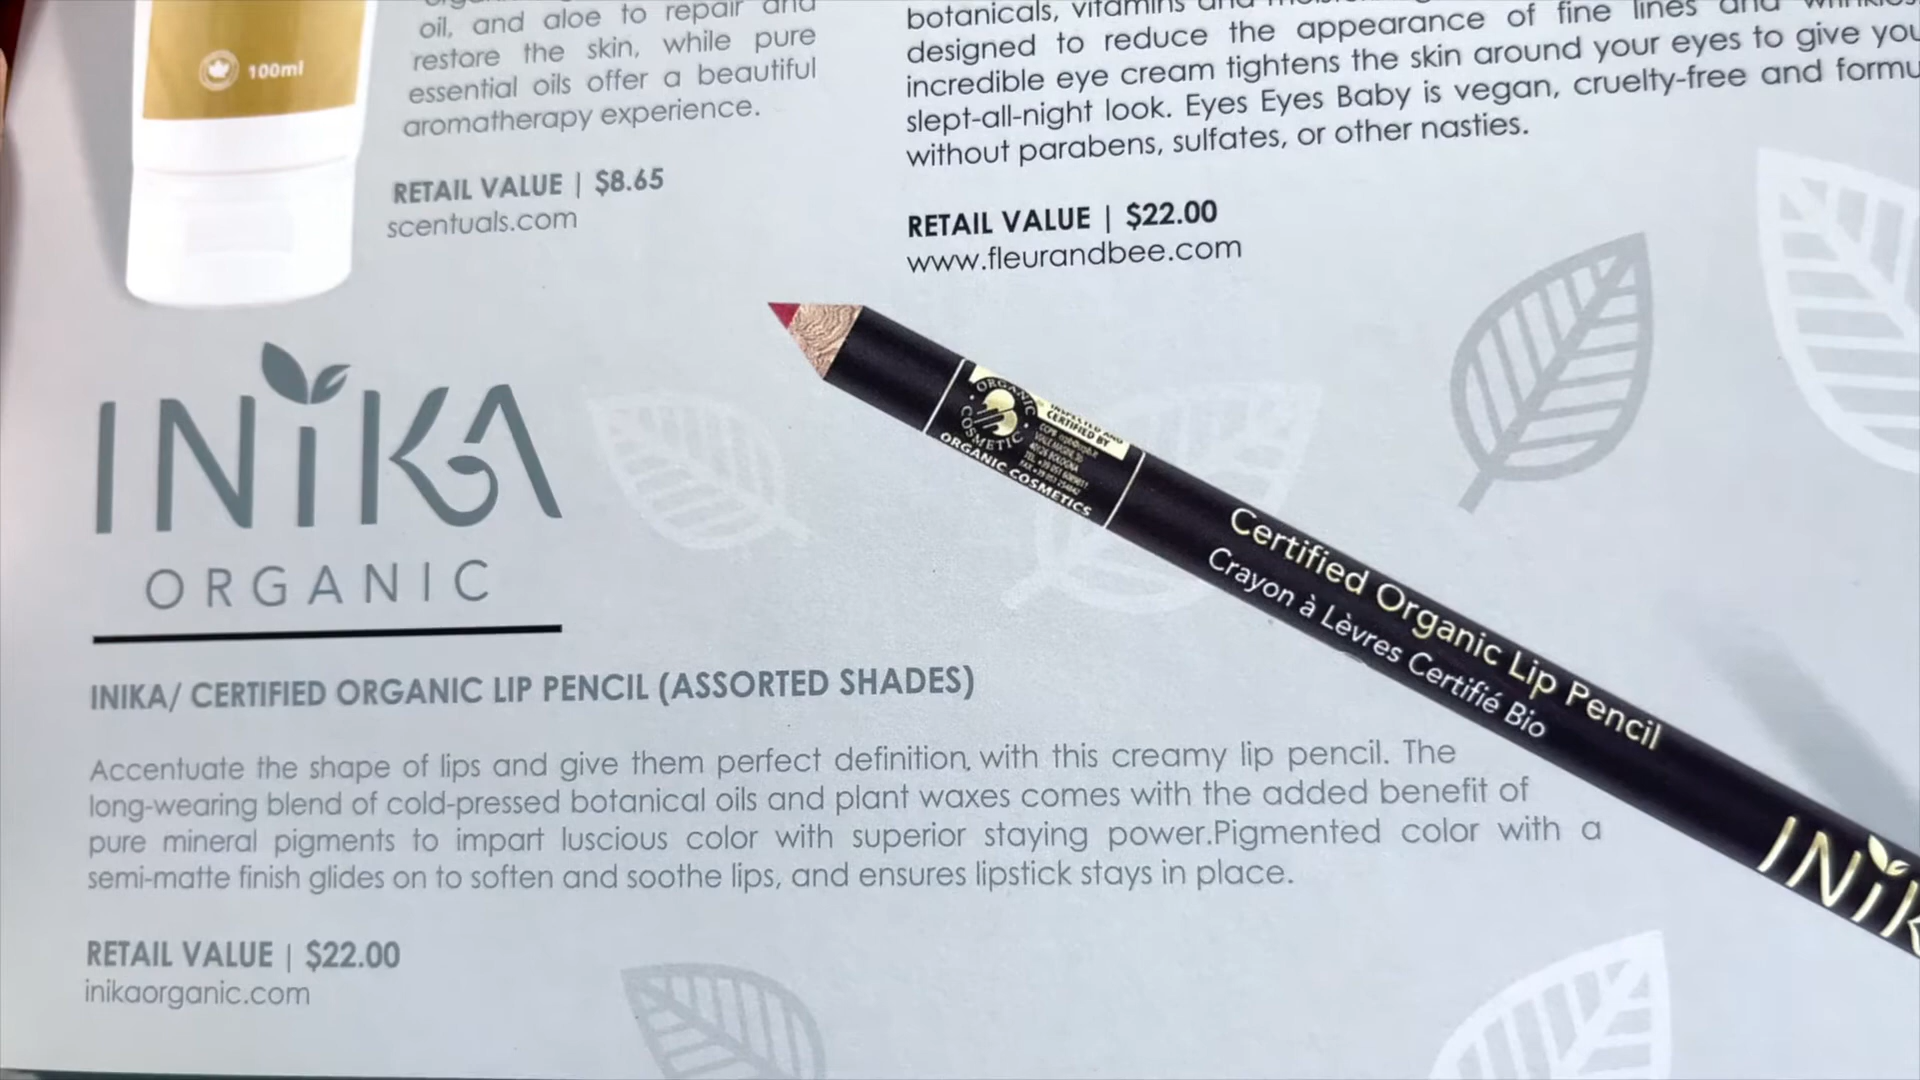 100ml
oil, and aloe to repair and
restore the skin, while pure
essential oils offer a beautiful
aromatherapy experience.
RETAIL VALUE | $8.65
scentuals.com
botanicals, vitamins and
designed to reduce the appearance of fine lines and wrinkles
incredible eye cream tightens the skin around your eyes to give you
slept-all-night look. Eyes Eyes Baby is vegan, cruelty-free and formu
without parabens, sulfates, or other nasties.
RETAIL VALUE | $22.00
www.fleurandbee.com
INIKA
ORGANIC
ORGANIC
COSMETIC
INSPECTED AND
CERTIFIED BY
ORGANIC COSMETICS
Certified Organic Lip Pencil
Crayon à Lèvres Certifié Bio
INIK
INIKA/ CERTIFIED ORGANIC LIP PENCIL (ASSORTED SHADES)
Accentuate the shape of lips and give them perfect definition, with this creamy lip pencil. The
long-wearing blend of cold-pressed botanical oils and plant waxes comes with the added benefit of
pure mineral pigments to impart luscious color with superior staying power.Pigmented color with a
semi-matte finish glides on to soften and soothe lips, and ensures lipstick stays in place.
RETAIL VALUE | $22.00
inikaorganic.com